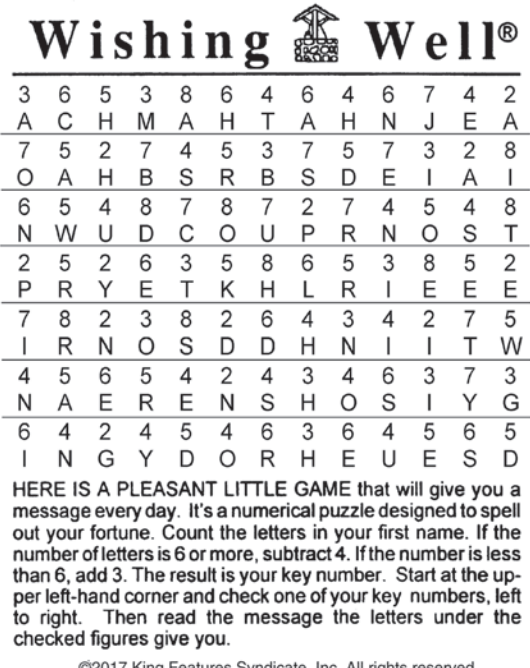 Wishing Well®
3 6 5 3 8 6 4 6 4 6 7 4 2
A C H M A H T A H N J E A
7 5 2 7 4 5 3 7 5 7 3 2 8
O A H B S R B S D E I A I
6 5 4 8 7 8 7 2 7 4 5 4 8
N W U D C O U P R N O S T
2 5 2 6 3 5 8 6 5 3 8 5 2
P R Y E T K H L R I E E E
7 8 2 3 8 2 6 4 3 4 2 7 5
I R N O S D D H N I I T W
4 5 6 5 4 2 4 3 4 6 3 7 3
N A E R E N S H O S I Y G
6 4 2 4 5 4 6 3 6 4 5 6 5
I N G Y D O R H E U E S D
HERE IS A PLEASANT LITTLE GAME that will give you a
message every day. It's a numerical puzzle designed to spell
out your fortune. Count the letters in your first name. If the
number of letters is 6 or more, subtract 4. If the number is less
than 6, add 3. The result is your key number. Start at the up-
per left-hand corner and check one of your key numbers, left
to right. Then read the message the letters under the
checked figures give you.
©2017 King Features Syndicate, Inc. All rights reserved